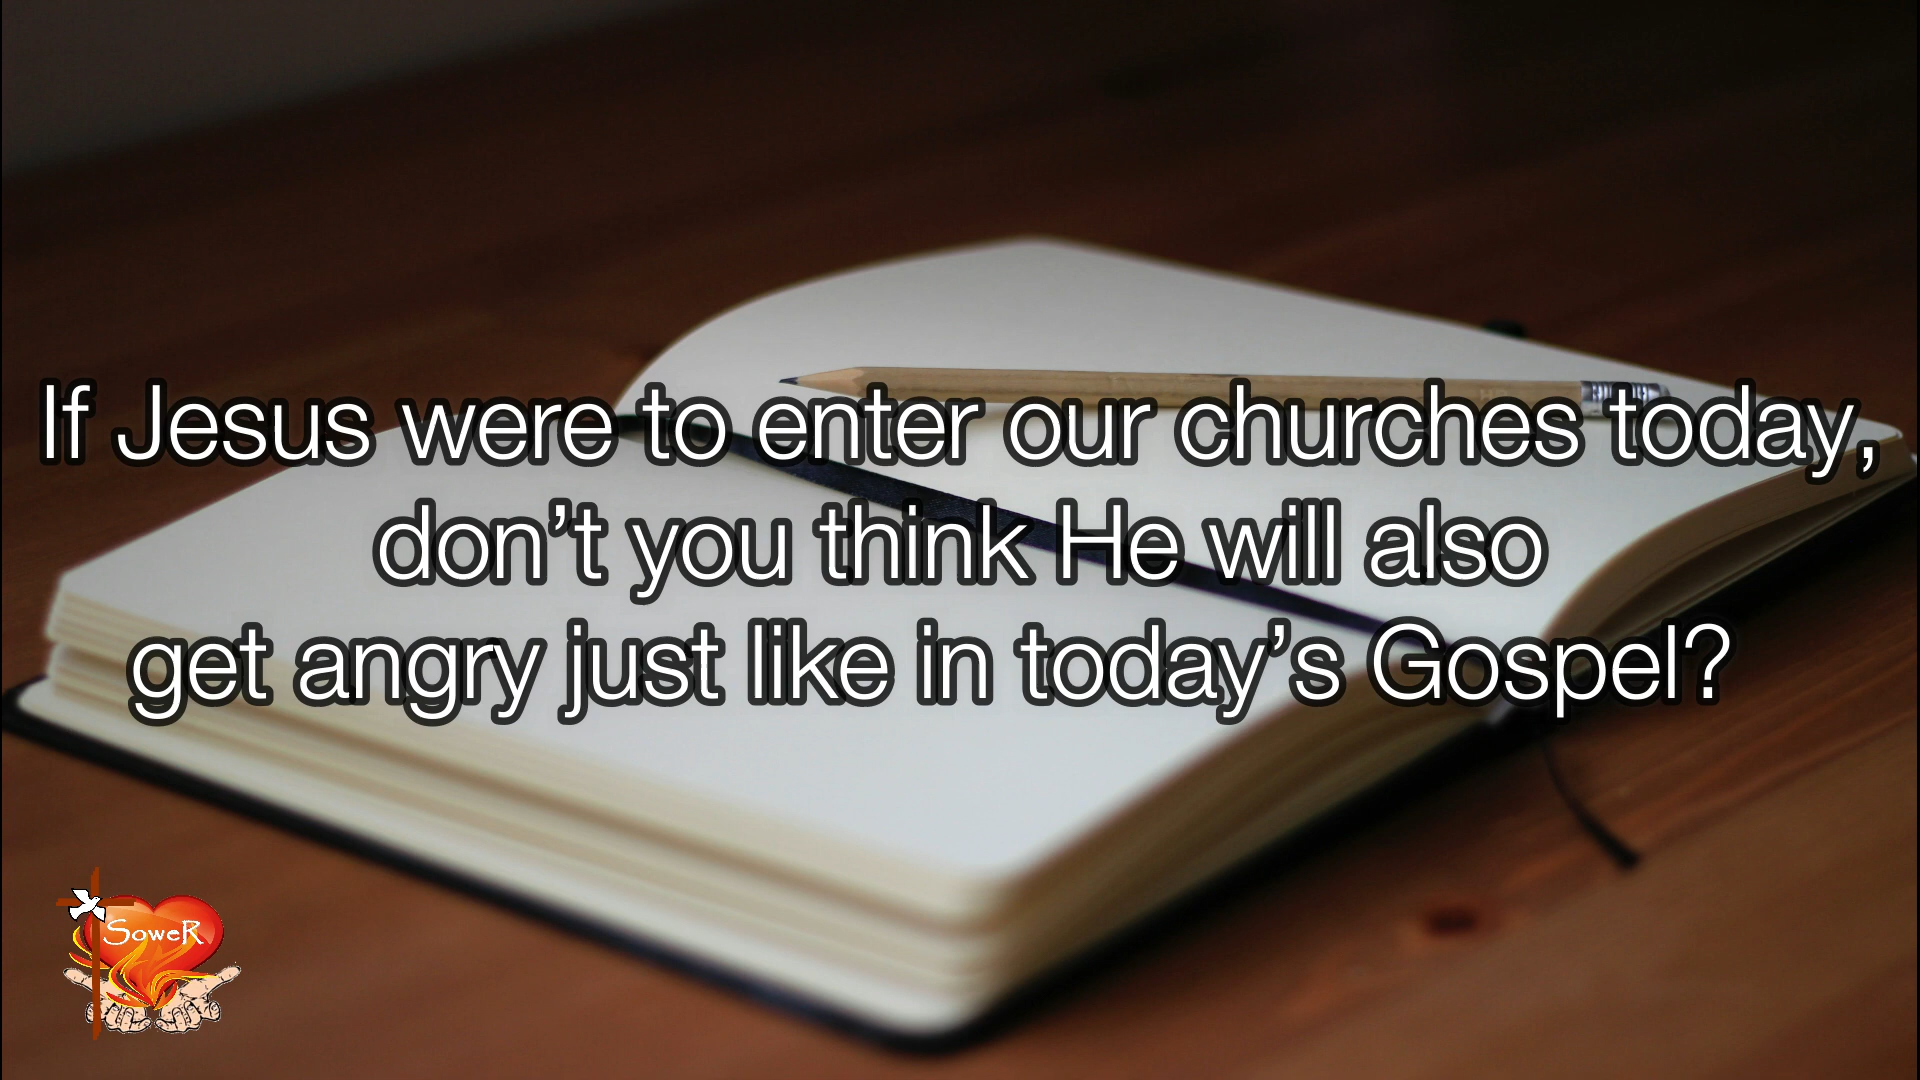 If Jesus were to enter our churches today,
don’t you think He will also
get angry just like in today’s Gospel?
SoweR